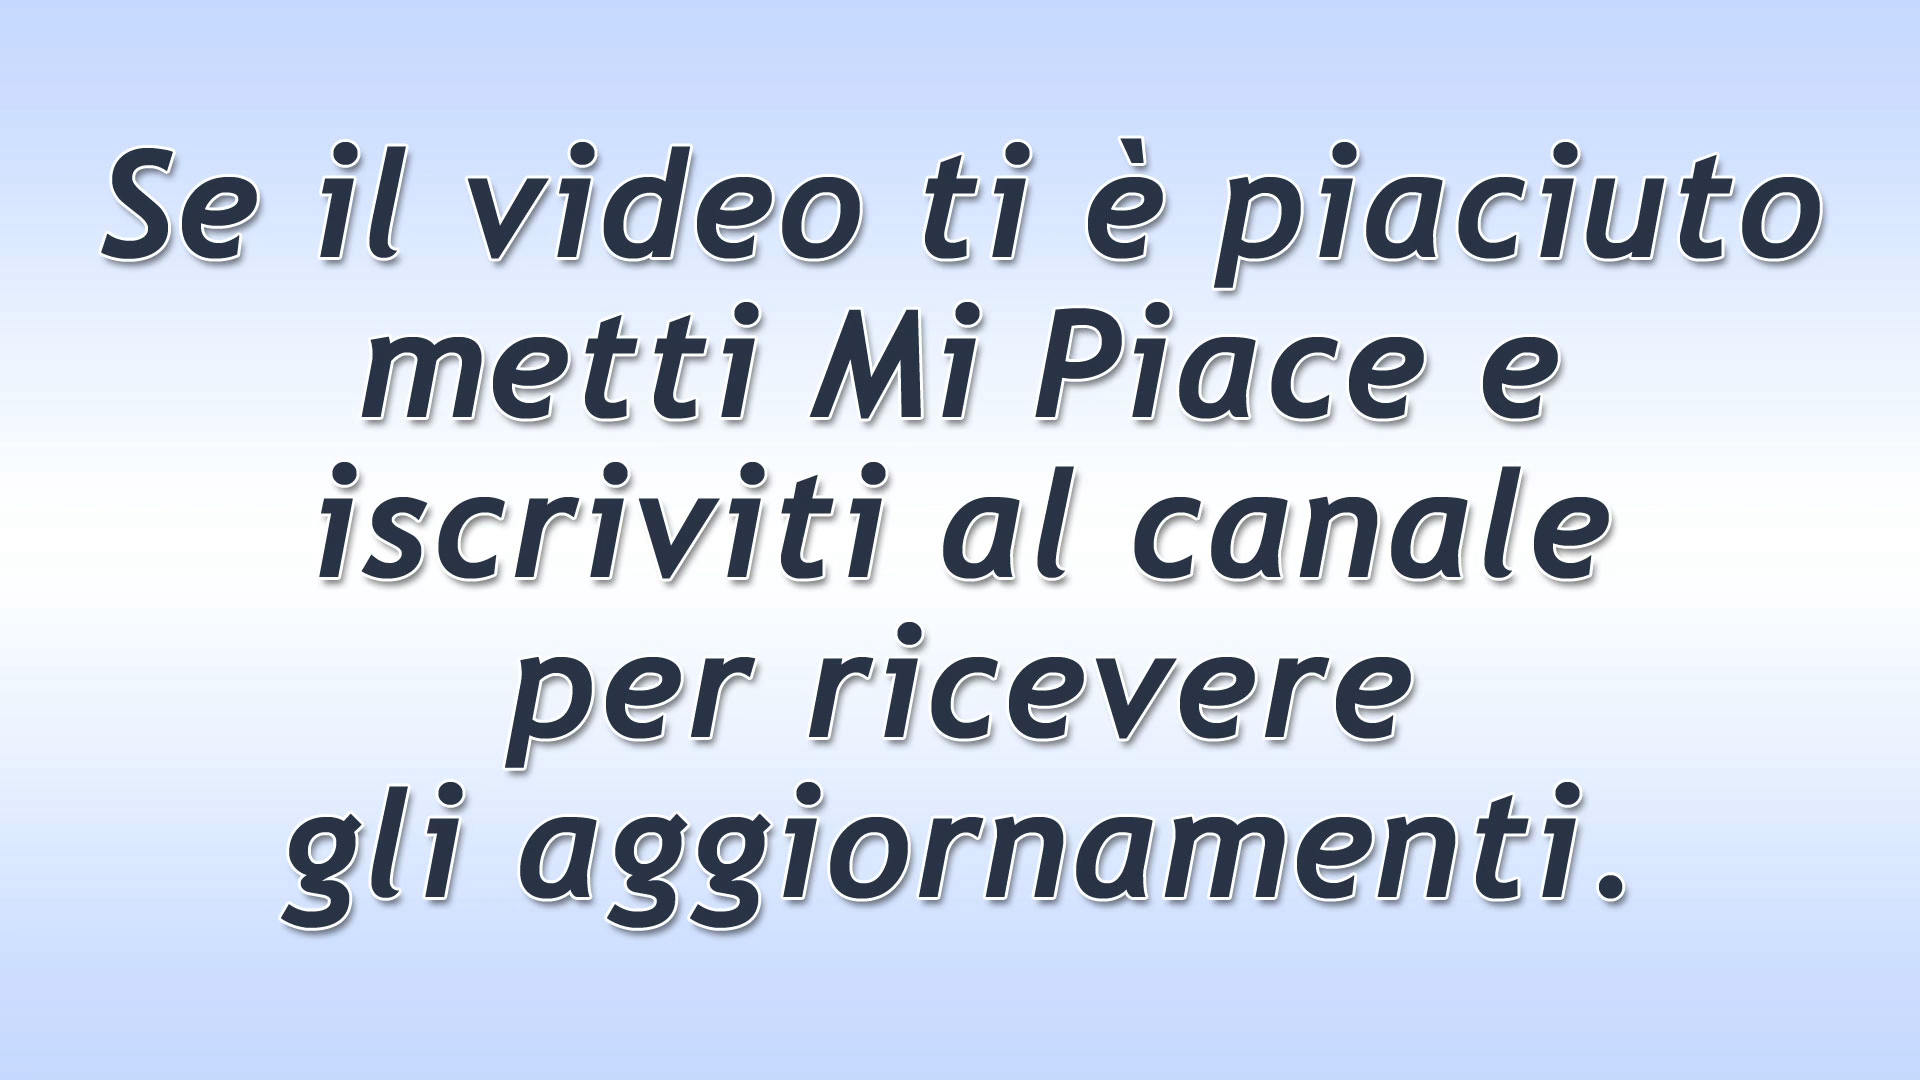 Se il video ti è piaciuto
metti Mi Piace e
iscriviti al canale
per ricevere
gli aggiornamenti.